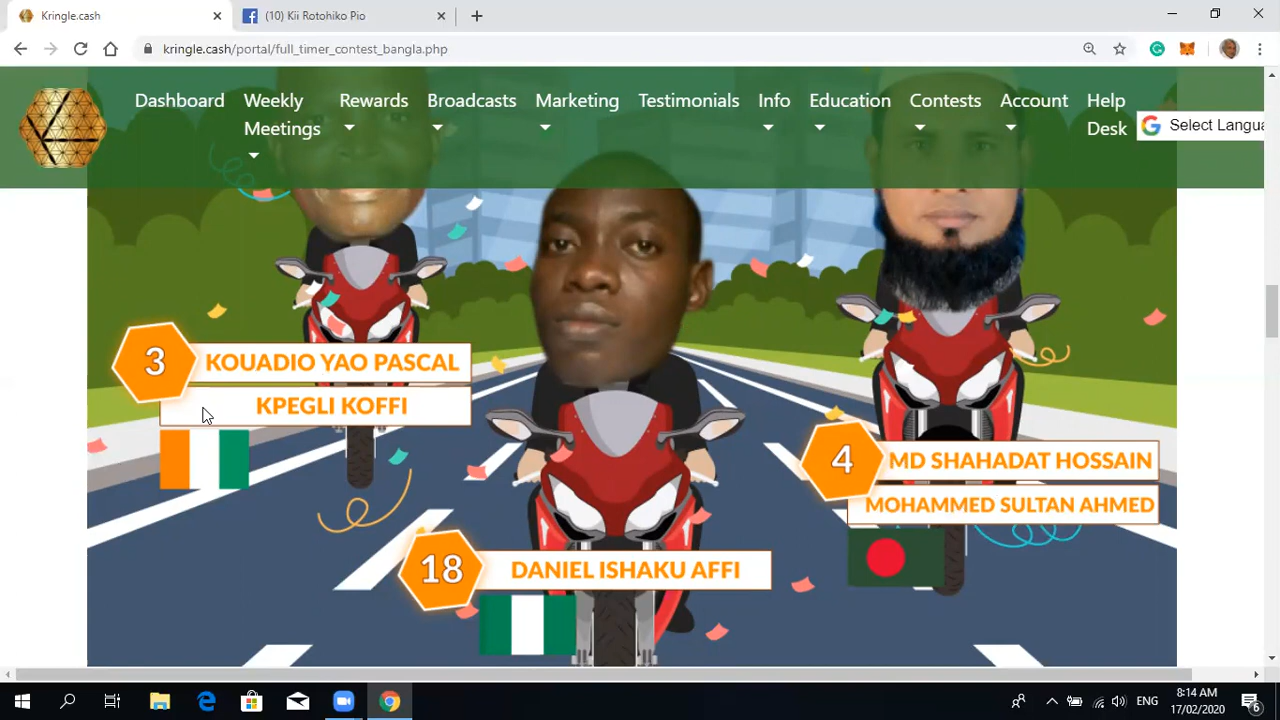 Kringle.cash
(10) Kii Rotohiko Pio
kringle.cash/portal/full_timer_contest_bangla.php
Dashboard
Weekly Meetings
Rewards
Broadcasts
Marketing
Testimonials
Info
Education
Contests
Account
Help Desk
G Select Langua
3
KOUADIO YAO PASCAL
KPEGLI KOFFI
4
MD SHAHADAT HOSSAIN
MOHAMMED SULTAN AHMED
18
DANIEL ISHAKU AFFI
ENG
8:14 AM
17/02/2020
6